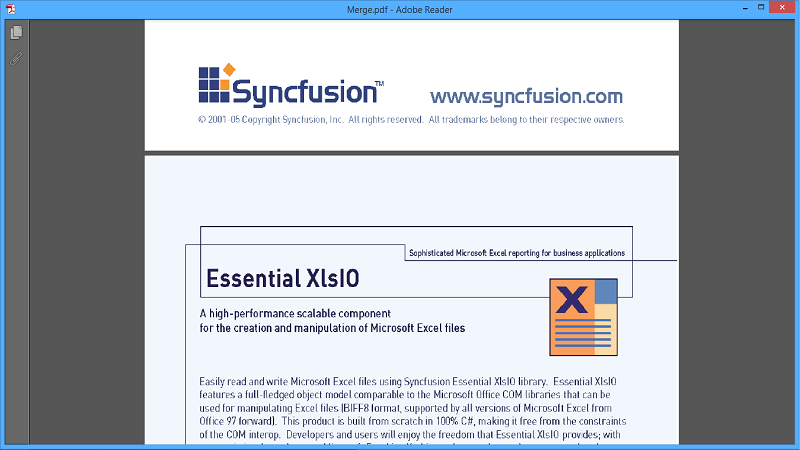 Merge.pdf - Adobe Reader
Syncfusion™
www.syncfusion.com
© 2001-05 Copyright Syncfusion, Inc. All rights reserved. All trademarks belong to their respective owners.
Sophisticated Microsoft Excel reporting for business applications
Essential XlsIO
A high-performance scalable component
for the creation and manipulation of Microsoft Excel files
X
Easily read and write Microsoft Excel files using Syncfusion Essential XlsIO library. Essential XlsIO
features a full-fledged object model comparable to the Microsoft Office COM libraries that can be
used for manipulating Excel files (BIFF8 format, supported by all versions of Microsoft Excel from
Office 97 forward). This product is built from scratch in 100% C#, making it free from the constraints
of the COM interop. Developers and users will enjoy the freedom that Essential XlsIO provides; with